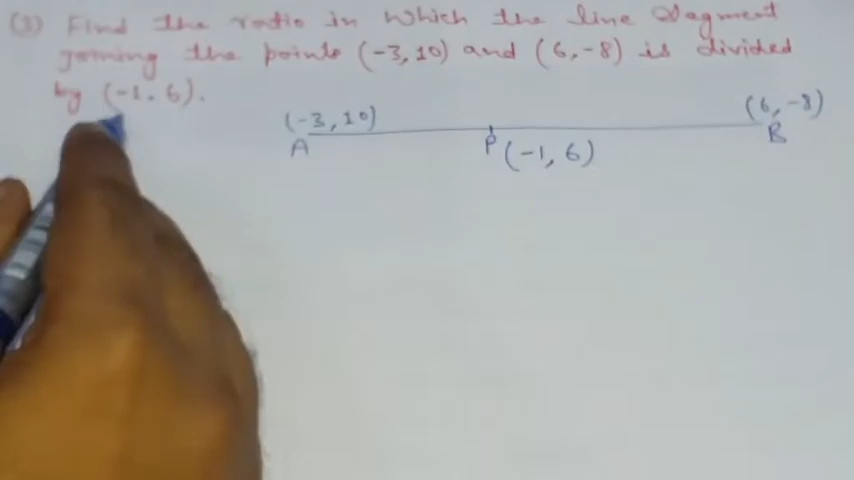 (3) Find the ratio in which the line segment
joining the points (-3, 10) and (6, -8) is divided
by (-1, 6).
(-3, 10)
(6, -8)
A
P (-1, 6)
B